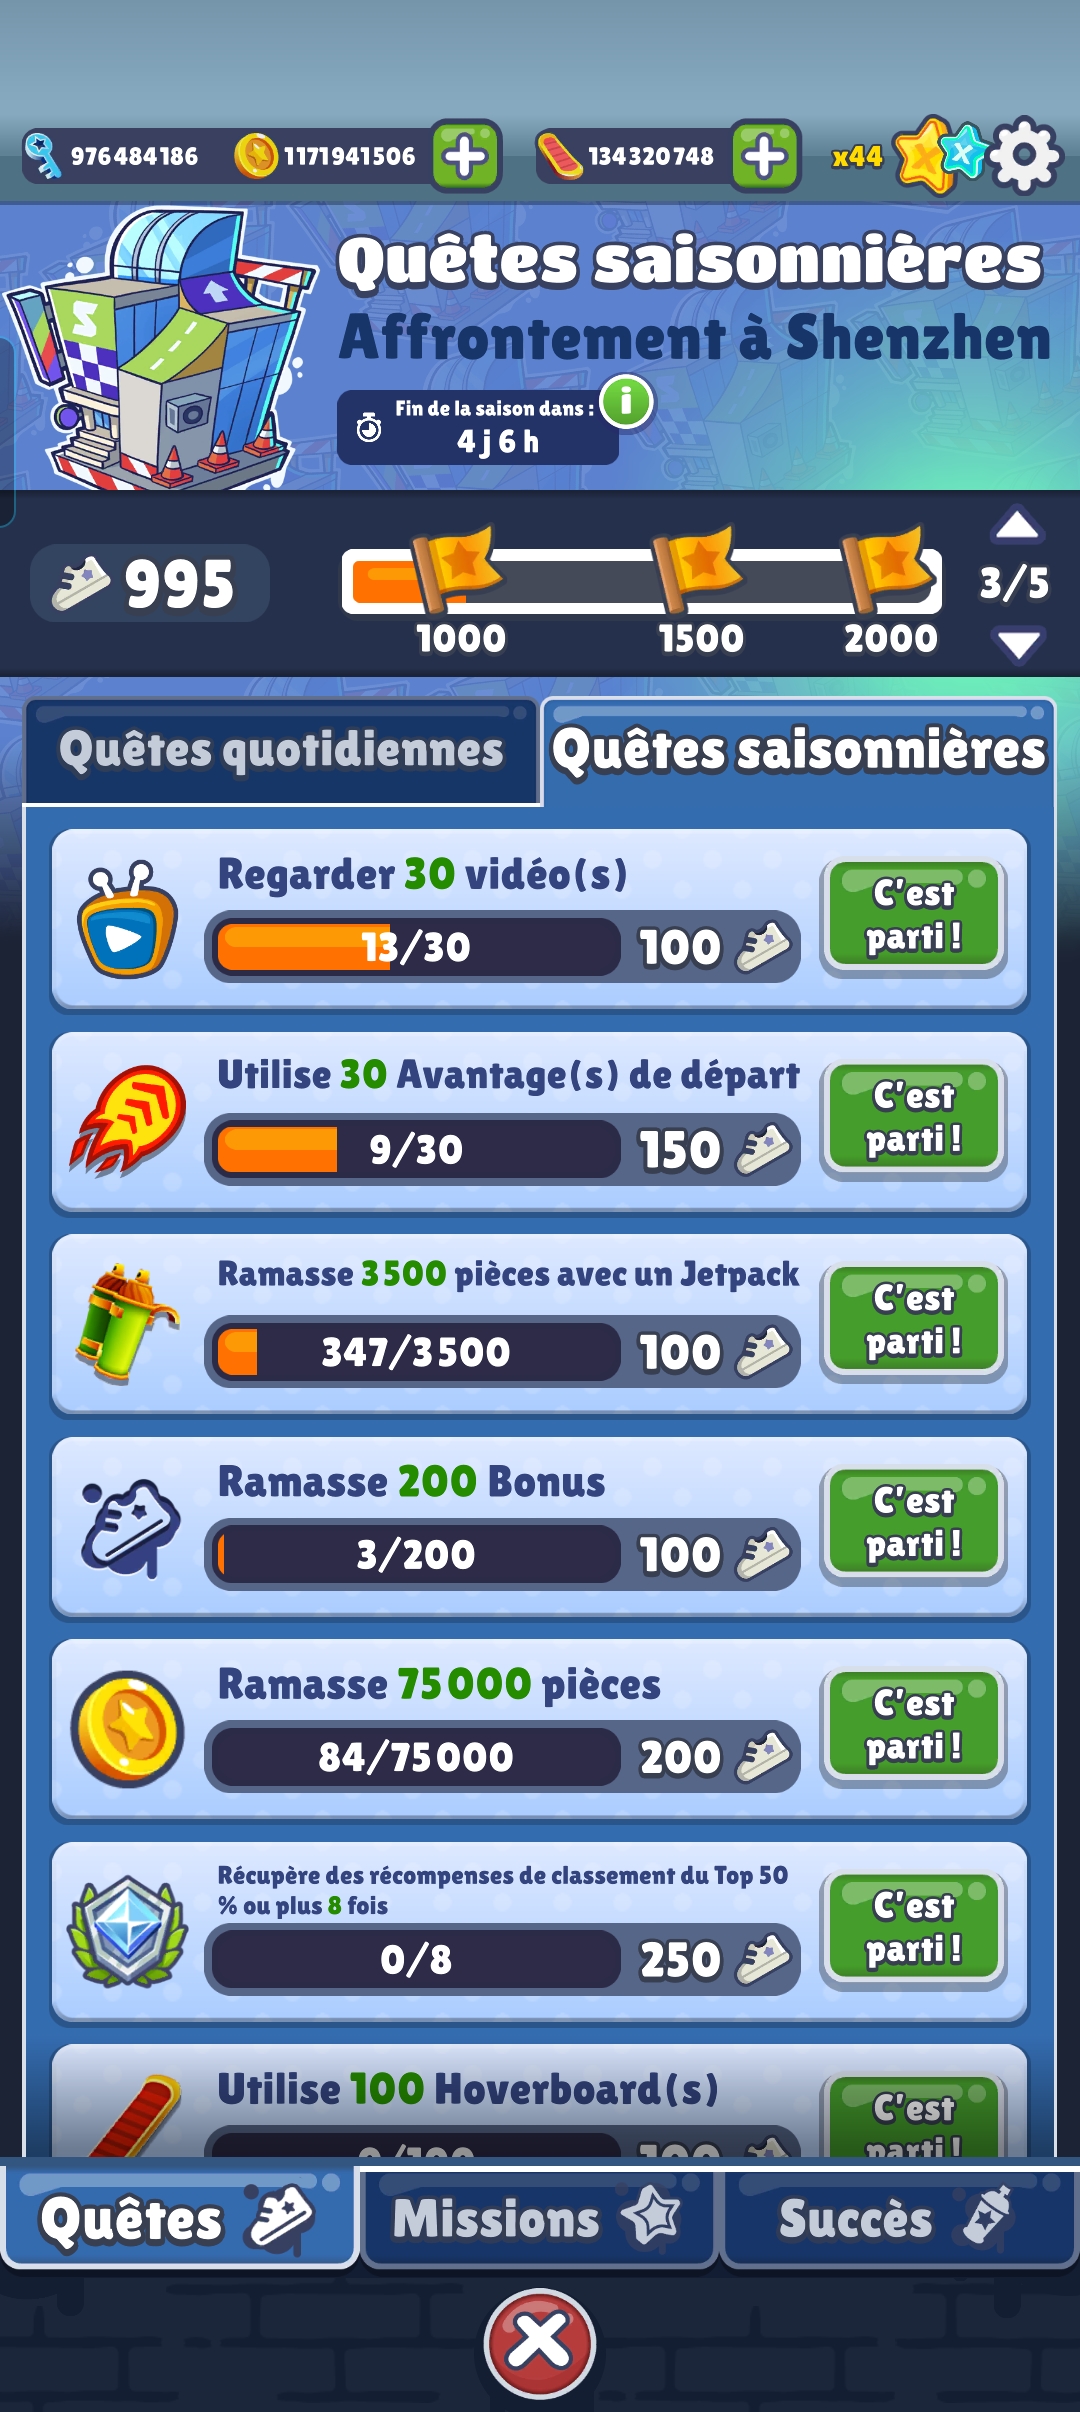 976484186
1171941506
134320748
x44
Quêtes saisonnières
Affrontement à Shenzhen
Fin de la saison dans :
4 j 6 h
995
1000
1500
2000
3/5
Quêtes quotidiennes
Quêtes saisonnières
Regarder 30 vidéo(s)
13/30
100
C'est
parti !
Utilise 30 Avantage(s) de départ
9/30
150
C'est
parti !
Ramasse 3500 pièces avec un Jetpack
347/3500
100
C'est
parti !
Ramasse 200 Bonus
3/200
100
C'est
parti !
Ramasse 75000 pièces
84/75000
200
C'est
parti !
Récupère des récompenses de classement du Top 50
% ou plus 8 fois
0/8
250
C'est
parti !
Utilise 100 Hoverboard(s)
C'est
parti !
Quêtes
Missions
Succès